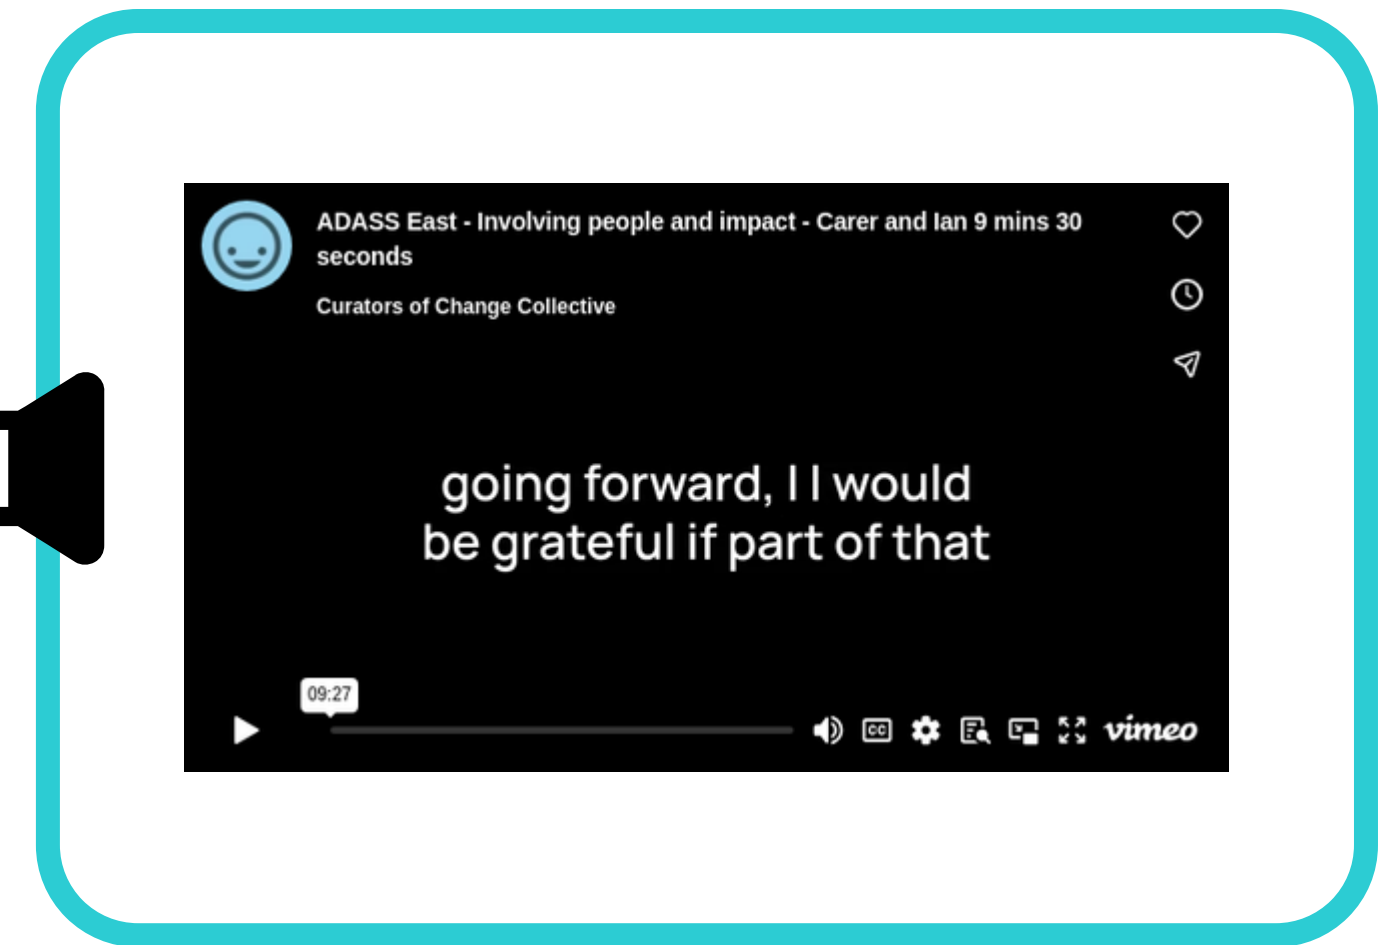 ADASS East - Involving people and impact - Carer and Ian 9 mins 30
seconds
Curators of Change Collective
going forward, I I would
be grateful if part of that
09:27
CC
vimeo